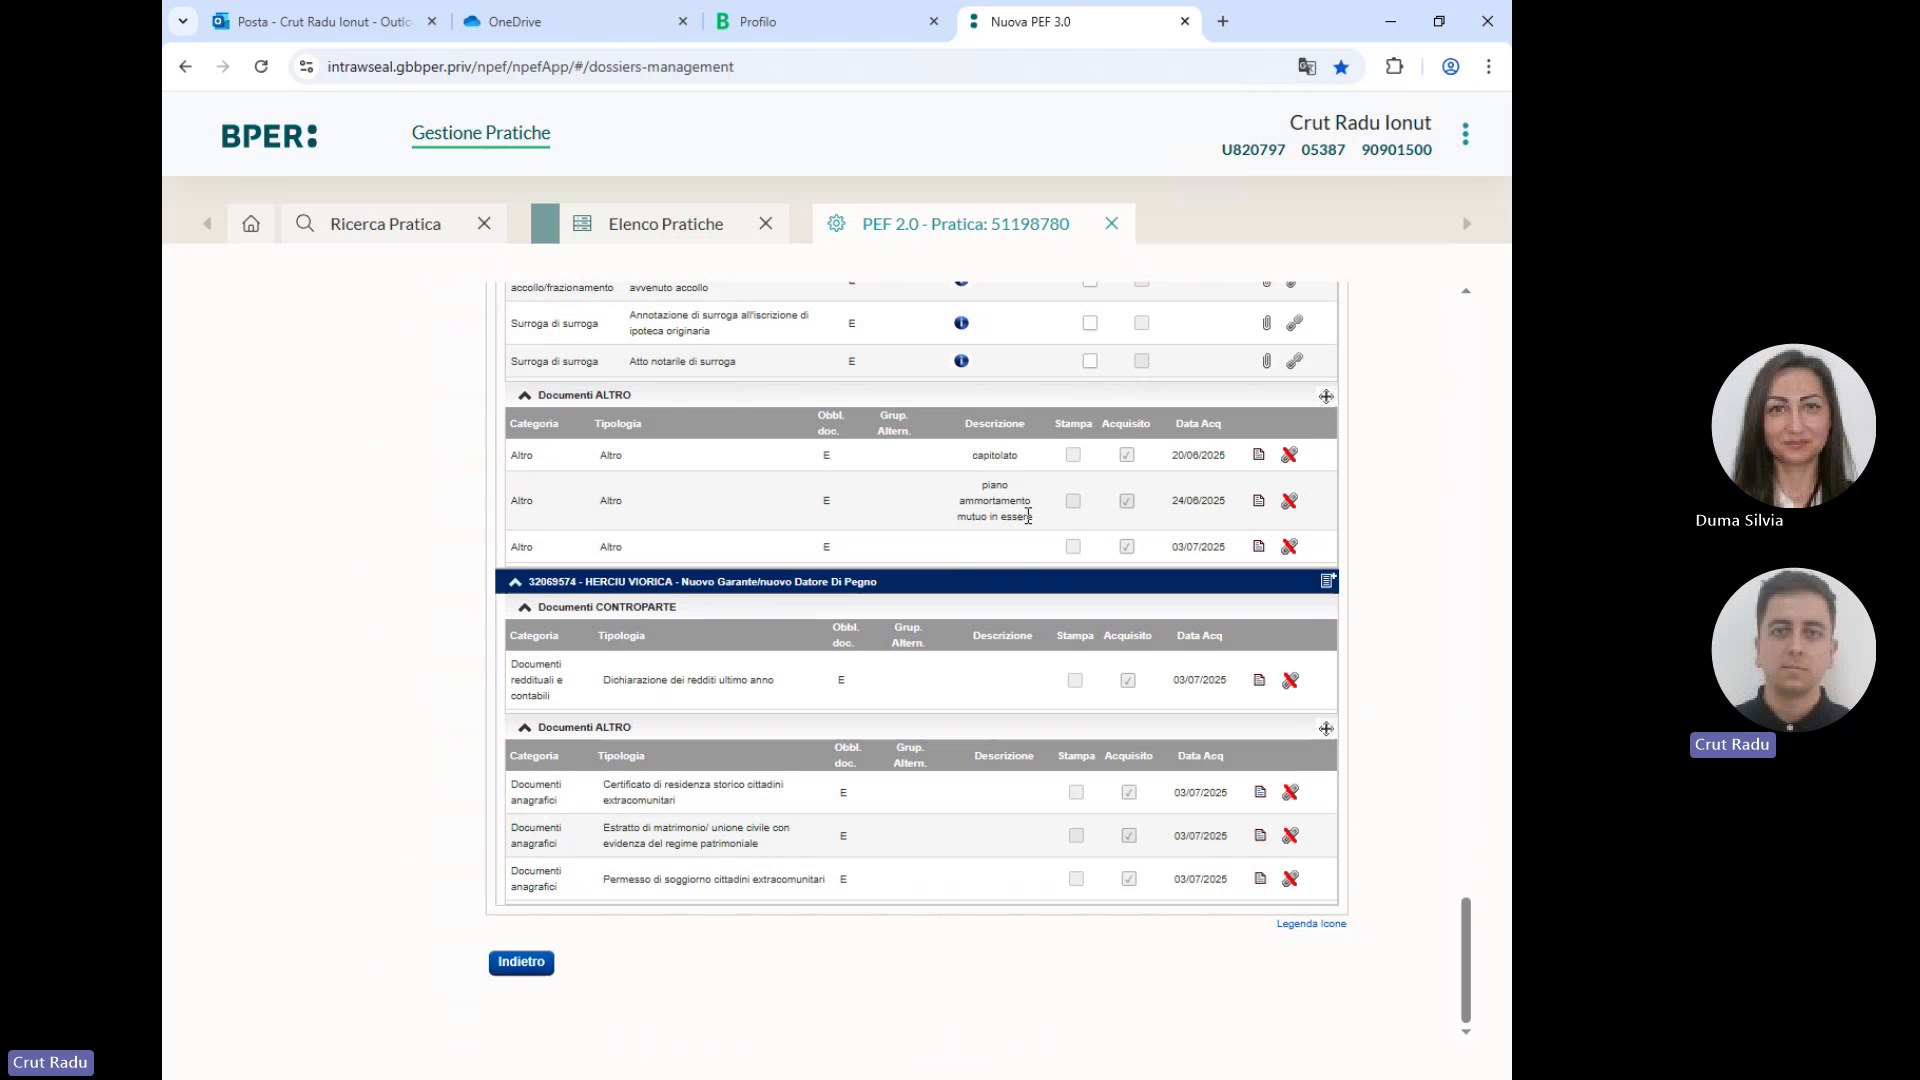 Posta - Crut Radu Ionut - Outlo
OneDrive
Profilo
Nuova PEF 3.0
intrawseal.gbbper.priv/npef/npefApp/#/dossiers-management
BPER:
Gestione Pratiche
Crut Radu Ionut
U820797 05387 90901500
Ricerca Pratica
Elenco Pratiche
PEF 2.0 - Pratica: 51198780
accollo/frazionamento avvenuto accollo
Surroga di surroga Annotazione di surroga all'iscrizione di ipoteca originaria E
Surroga di surroga Atto notarile di surroga E
Documenti ALTRO
Categoria Tipologia Obbl. doc. Grup. Altern. Descrizione Stampa Acquisito Data Acq
Altro Altro E capitolato 20/06/2025
Altro Altro E piano ammortamento mutuo in essere 24/06/2025
Altro Altro E 03/07/2025
32069574 - HERCIU VIORICA - Nuovo Garante/nuovo Datore Di Pegno
Documenti CONTROPARTE
Categoria Tipologia Obbl. doc. Grup. Altern. Descrizione Stampa Acquisito Data Acq
Documenti reddituali e contabili Dichiarazione dei redditi ultimo anno E 03/07/2025
Documenti ALTRO
Categoria Tipologia Obbl. doc. Grup. Altern. Descrizione Stampa Acquisito Data Acq
Documenti anagrafici Certificato di residenza storico cittadini extracomunitari E 03/07/2025
Documenti anagrafici Estratto di matrimonio/ unione civile con evidenza del regime patrimoniale E 03/07/2025
Documenti anagrafici Permesso di soggiorno cittadini extracomunitari E 03/07/2025
Legenda Icone
Indietro
Duma Silvia
Crut Radu
Crut Radu